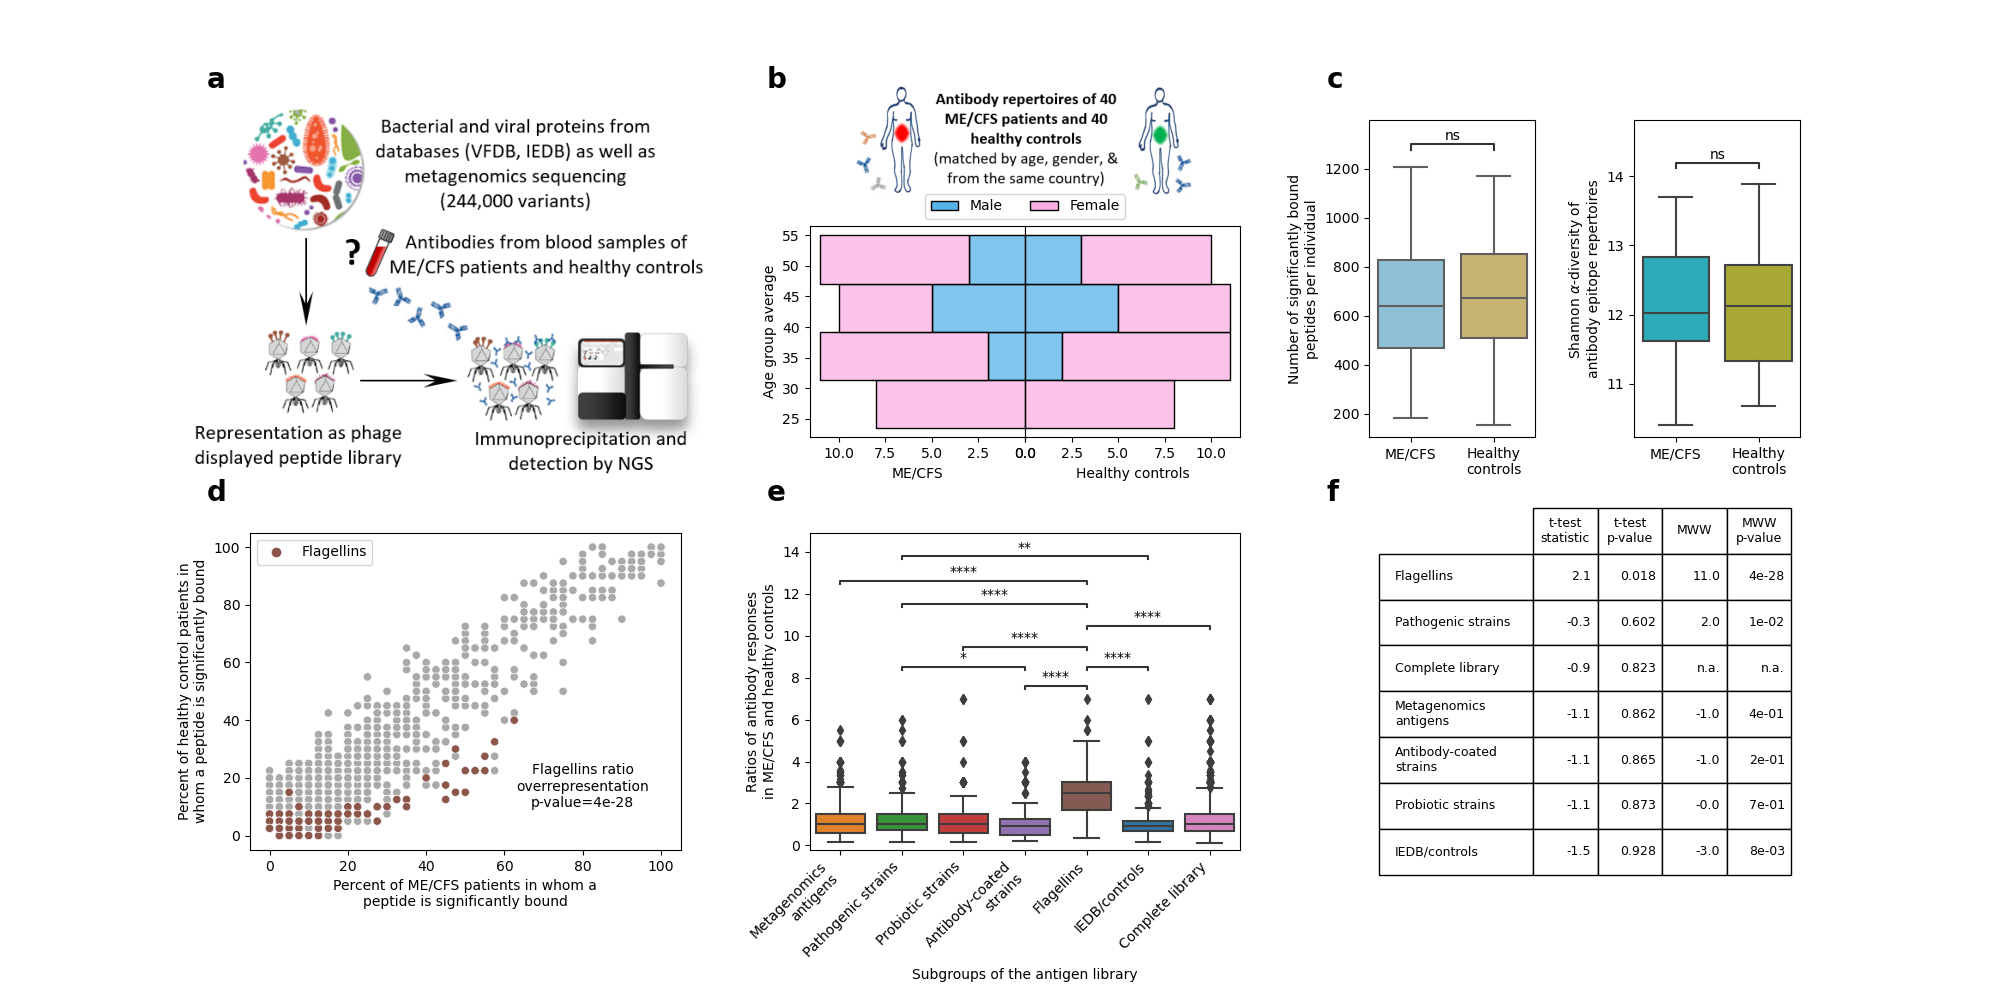 a
Bacterial and viral proteins from
databases (VFDB, IEDB) as well as
metagenomics sequencing
(244,000 variants)
?
Antibodies from blood samples of
ME/CFS patients and healthy controls
Representation as phage
displayed peptide library
Immunoprecipitation and
detection by NGS
b
Antibody repertoires of 40
ME/CFS patients and 40
healthy controls
(matched by age, gender, &
from the same country)
Male
Female
Age group average
55
50
45
40
35
30
25
10.0 7.5 5.0 2.5 0.0 2.5 5.0 7.5 10.0
ME/CFS
Healthy controls
c
Number of significantly bound
peptides per individual
1200
1000
800
600
400
200
ns
ME/CFS
Healthy
controls
Shannon α-diversity of
antibody epitope repertoires
14
13
12
11
ns
ME/CFS
Healthy
controls
d
Percent of healthy control patients in
whom a peptide is significantly bound
100
80
60
40
20
0
Flagellins
Flagellins ratio
overrepresentation
p-value=4e-28
0 20 40 60 80 100
Percent of ME/CFS patients in whom a
peptide is significantly bound
e
Ratios of antibody responses
in ME/CFS and healthy controls
14
12
10
8
6
4
2
0
**
****
****
****
****
*
****
****
Metagenomics
antigens
Pathogenic strains
Probiotic strains
Antibody-coated
strains
Flagellins
IEDB/controls
Complete library
Subgroups of the antigen library
f
t-test
statistic
t-test
p-value
MWW
MWW
p-value
Flagellins 2.1 0.018 11.0 4e-28
Pathogenic strains -0.3 0.602 2.0 1e-02
Complete library -0.9 0.823 n.a. n.a.
Metagenomics
antigens -1.1 0.862 -1.0 4e-01
Antibody-coated
strains -1.1 0.865 -1.0 2e-01
Probiotic strains -1.1 0.873 -0.0 7e-01
IEDB/controls -1.5 0.928 -3.0 8e-03